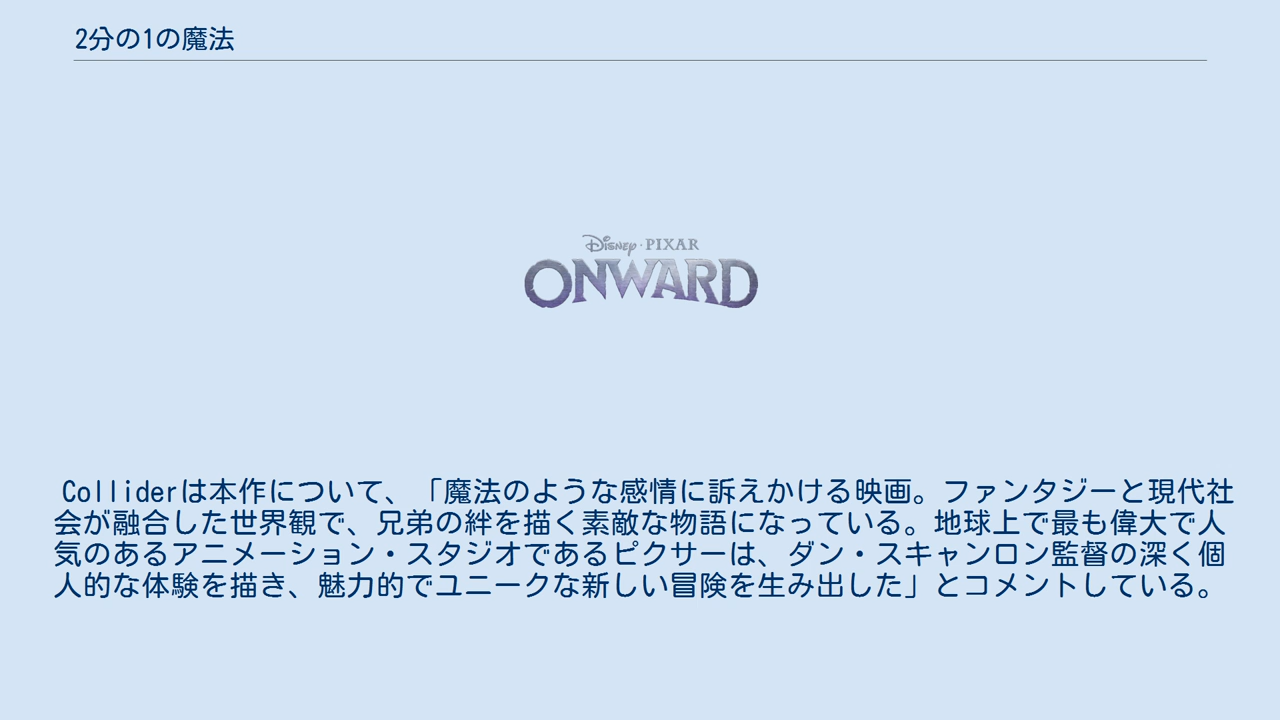 2分の1の魔法
Disney · PIXAR
ONWARD
Colliderは本作について、「魔法のような感情に訴えかける映画。ファンタジーと現代社
会が融合した世界観で、兄弟の絆を描く素敵な物語になっている。地球上で最も偉大で人
気のあるアニメーション・スタジオであるピクサーは、ダン・スキャンロン監督の深く個
人的な体験を描き、魅力的でユニークな新しい冒険を生み出した」とコメントしている。